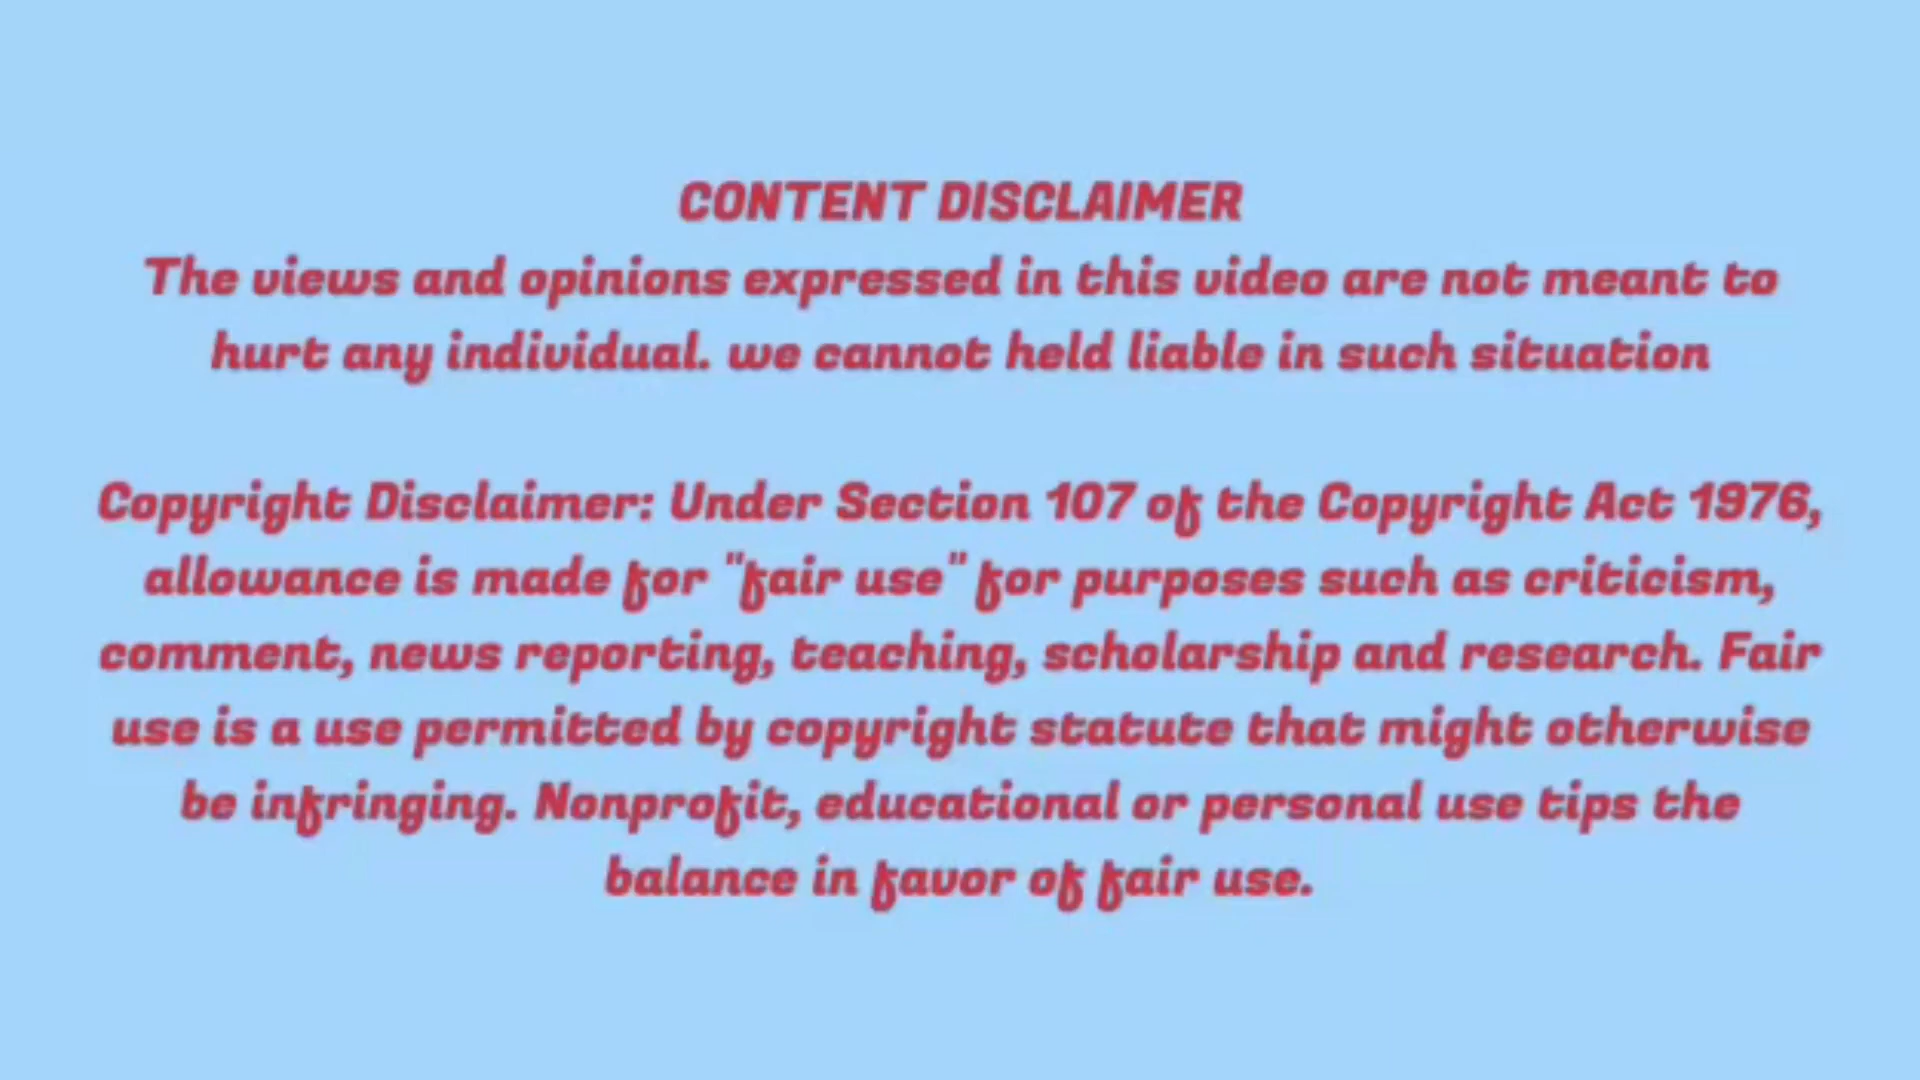 CONTENT DISCLAIMER
The views and opinions expressed in this video are not meant to
hurt any individual. we cannot held liable in such situation
Copyright Disclaimer: Under Section 107 of the Copyright Act 1976,
allowance is made for "fair use" for purposes such as criticism,
comment, news reporting, teaching, scholarship and research. Fair
use is a use permitted by copyright statute that might otherwise
be infringing. Nonprofit, educational or personal use tips the
balance in favor of fair use.